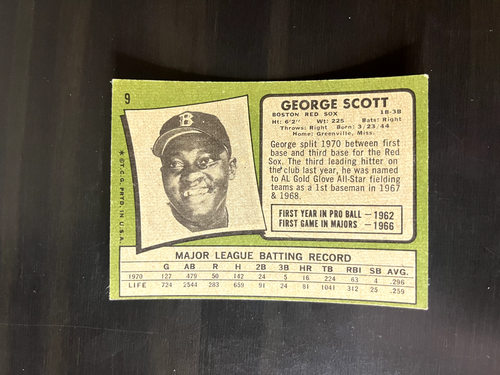 9
GEORGE SCOTT
BOSTON RED SOX 1B-3B
Ht: 6'2" Wt: 225 Bats: Right
Throws: Right Born: 3/23/44
Home: Greenville, Miss.
George split 1970 between first
base and third base for the Red
Sox. The third leading hitter on
the club last year, he was named
to AL Gold Glove All-Star fielding
teams as a 1st baseman in 1967
& 1968.
FIRST YEAR IN PRO BALL —1962
FIRST GAME IN MAJORS —1966
B
★ ©T.C.G. PRTD. IN U.S.A.
MAJOR LEAGUE BATTING RECORD
G AB R H 2B 3B HR TB RBI SB AVG.
1970 127 479 50 142 24 5 16 224 63 4 .296
LIFE 724 2544 283 659 91 24 81 1041 312 25 .259